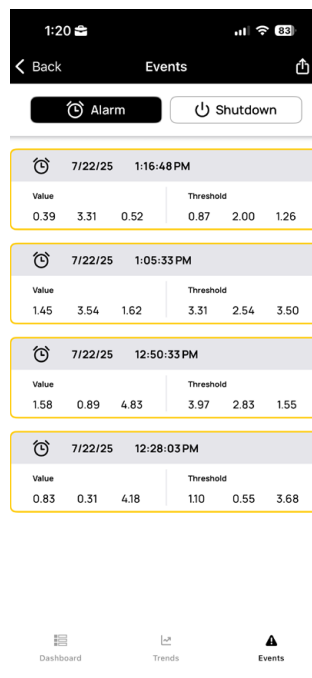 1:20 83
Back Events
Alarm Shutdown
7/22/25 1:16:48 PM
Value Threshold
0.39 3.31 0.52 0.87 2.00 1.26
7/22/25 1:05:33 PM
Value Threshold
1.45 3.54 1.62 3.31 2.54 3.50
7/22/25 12:50:33 PM
Value Threshold
1.58 0.89 4.83 3.97 2.83 1.55
7/22/25 12:28:03 PM
Value Threshold
0.83 0.31 4.18 1.10 0.55 3.68
Dashboard Trends Events